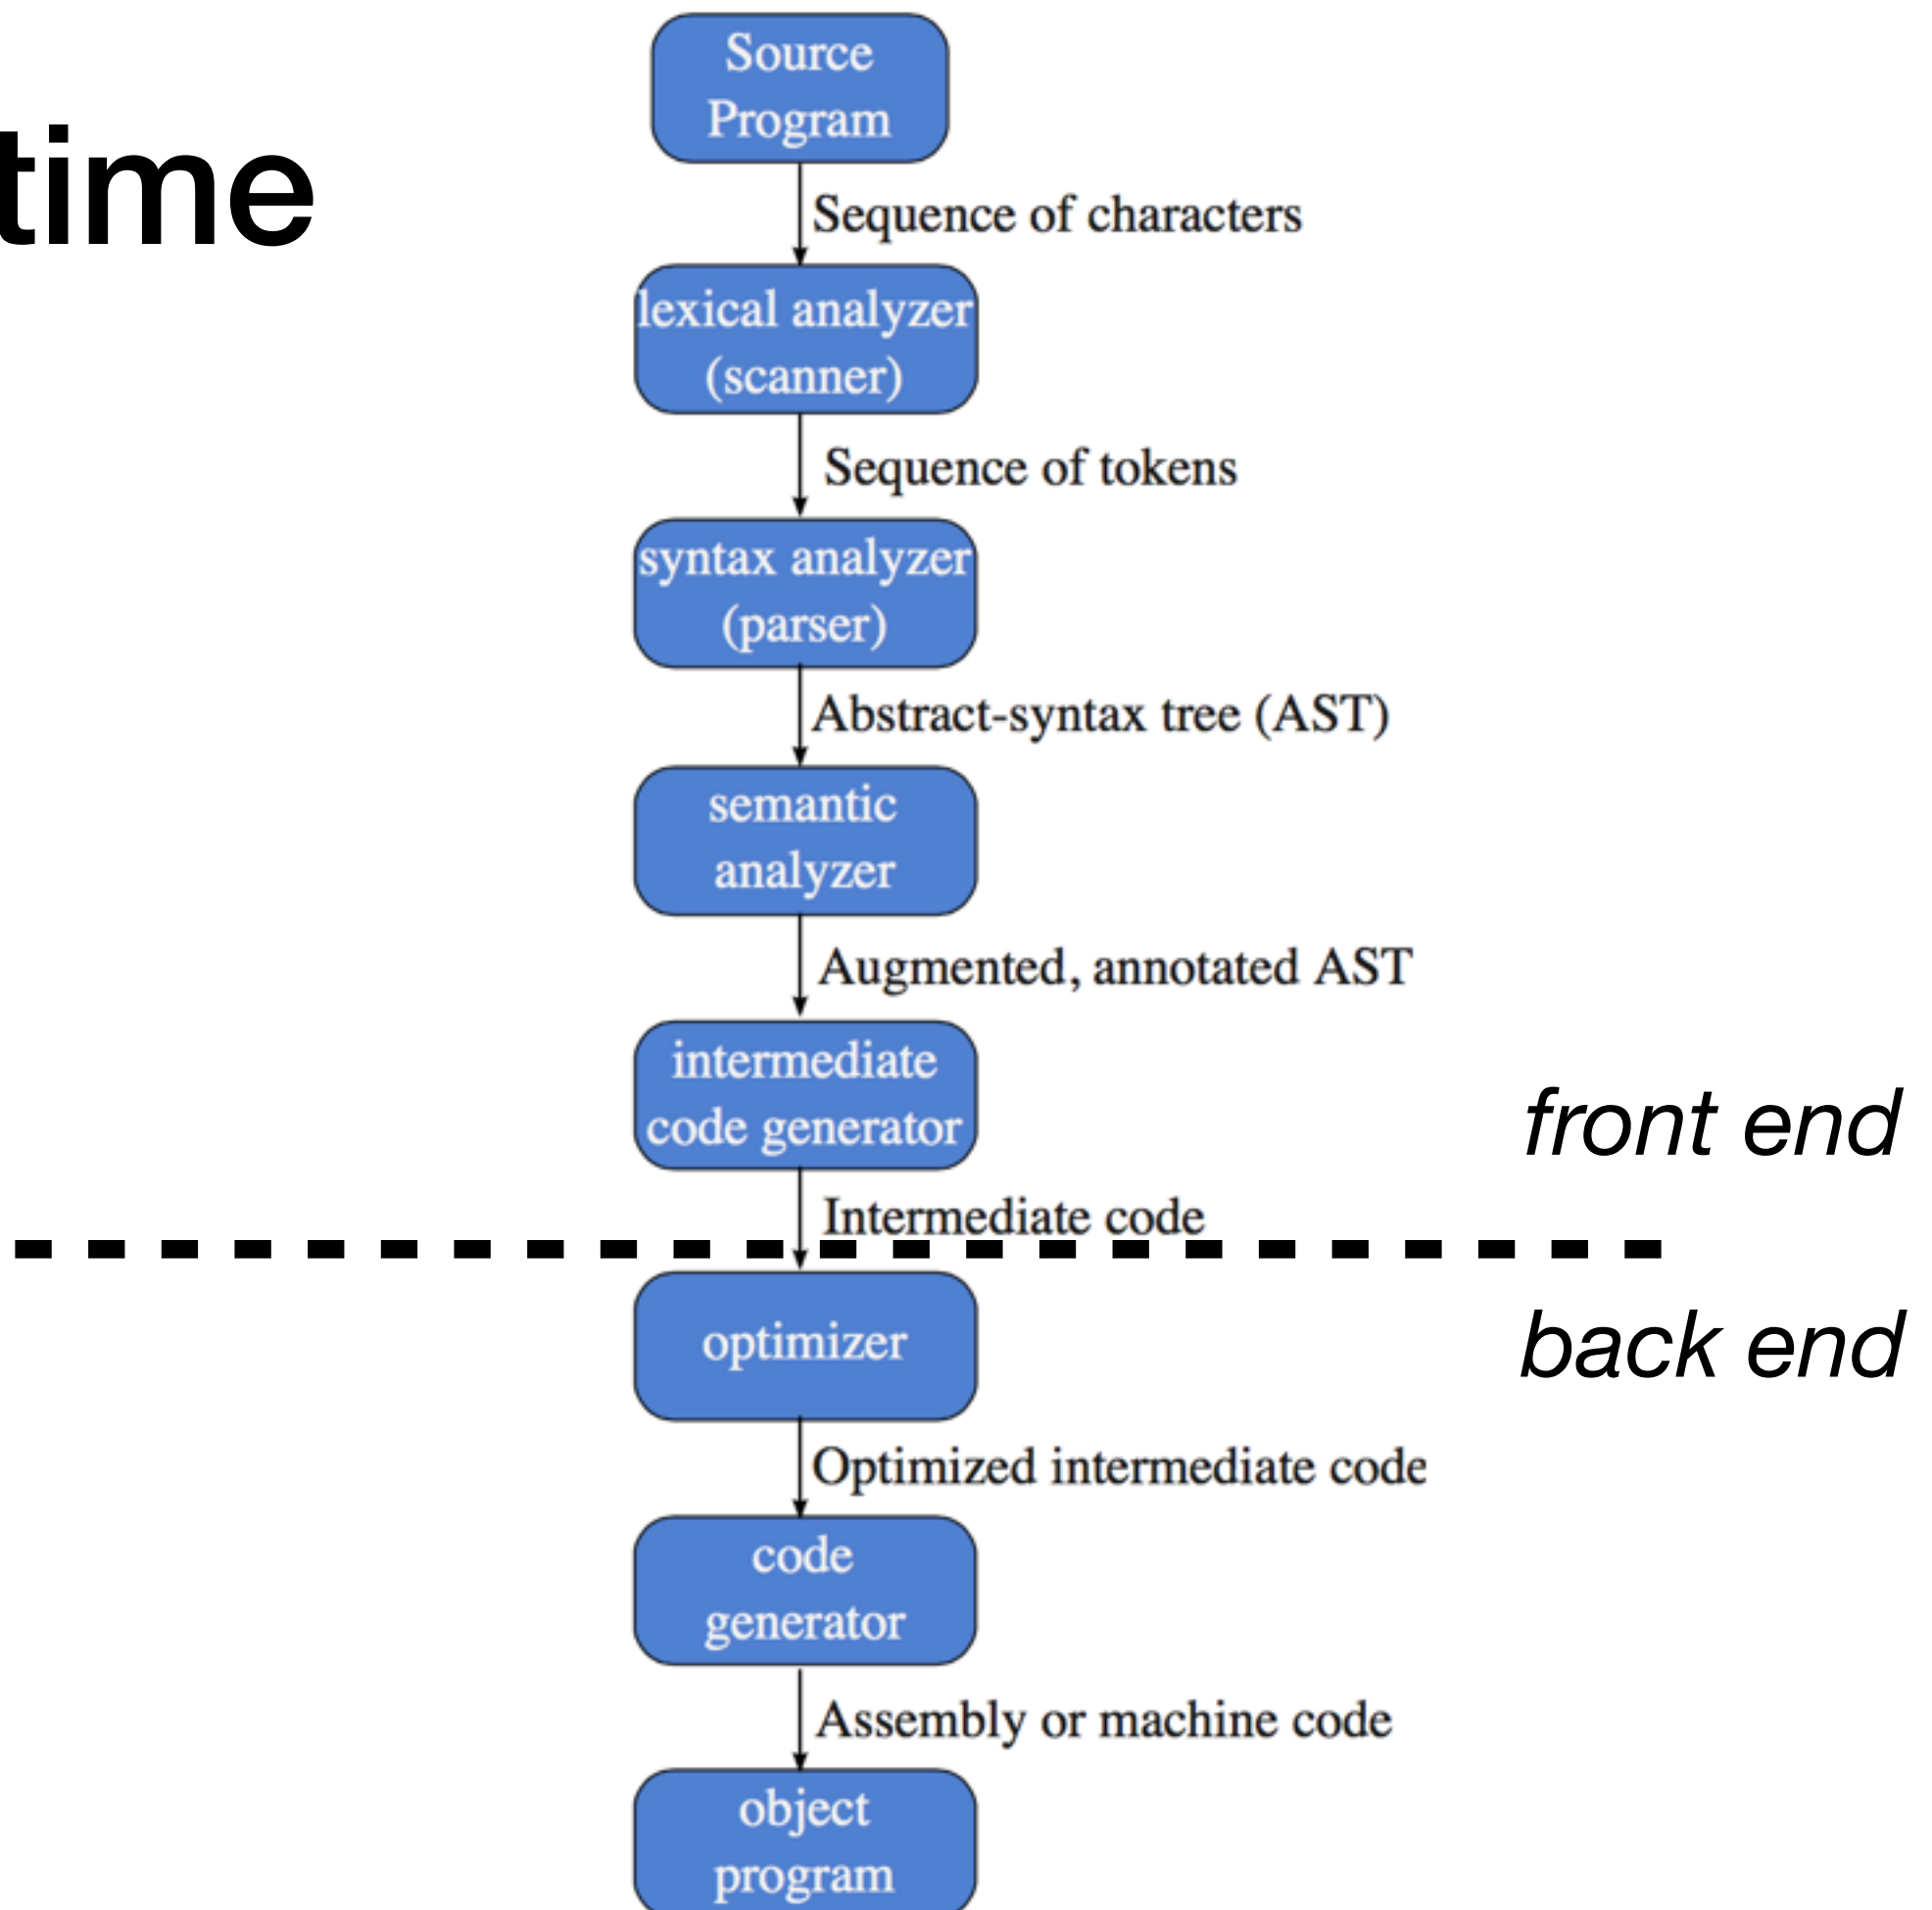 Source
Program
time
Sequence of characters
lexical analyzer
(scanner)
Sequence of tokens
syntax analyzer
(parser)
Abstract-syntax tree (AST)
semantic
analyzer
Augmented, annotated AST
intermediate
code generator
front end
Intermediate code
optimizer
back end
Optimized intermediate code
code
generator
Assembly or machine code
object
program